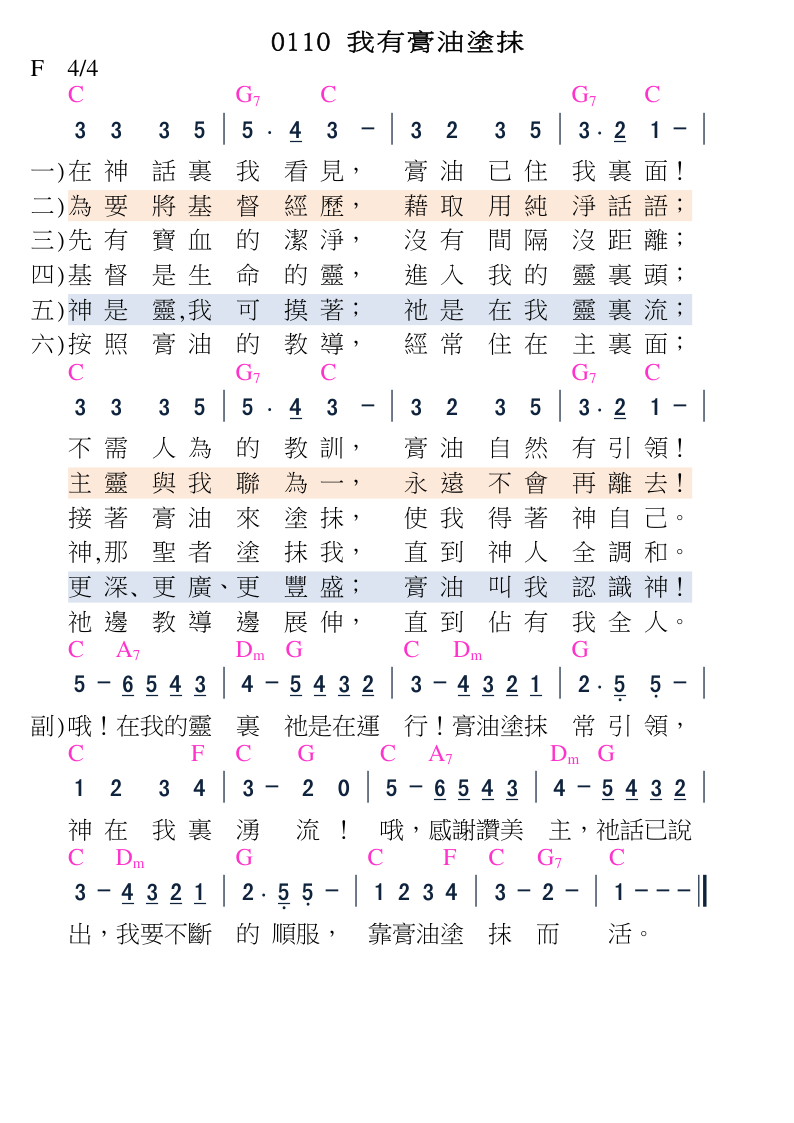 0110 我有膏油塗抹
F 4/4
C G7 C G7 C
3 3 3 5 | 5 . 4 3 - | 3 2 3 5 | 3 . 2 1 - |
一)在神話裏我看見，膏油已住我裏面！
二)為要將基督經歷，藉取用純淨話語；
三)先有寶血的潔淨，沒有間隔沒距離；
四)基督是生命的靈，進入我的靈裏頭；
五)神是靈,我可摸著；祂是在我靈裏流；
六)按照膏油的教導，經常住在主裏面；
C G7 C G7 C
3 3 3 5 | 5 . 4 3 - | 3 2 3 5 | 3 . 2 1 - |
不需人為的教訓，膏油自然有引領！
主靈與我聯為一，永遠不會再離去！
接著膏油來塗抹，使我得著神自己。
神,那聖者塗抹我，直到神人全調和。
更深、更廣、更豐盛；膏油叫我認識神！
祂邊教導邊展伸，直到佔有我全人。
C A7 Dm G C Dm G
5 - 6 5 4 3 | 4 - 5 4 3 2 | 3 - 4 3 2 1 | 2 . 5 5 - |
副)哦！在我的靈裏祂是在運行！膏油塗抹常引領，
C F C G C A7 Dm G
1 2 3 4 | 3 - 2 0 | 5 - 6 5 4 3 | 4 - 5 4 3 2 |
神在我裏湧流！哦，感謝讚美主，祂話已說
C Dm G C F C G7 C
3 - 4 3 2 1 | 2 . 5 5 - | 1 2 3 4 | 3 - 2 - | 1 - - - ‖
出，我要不斷的順服，靠膏油塗抹而活。